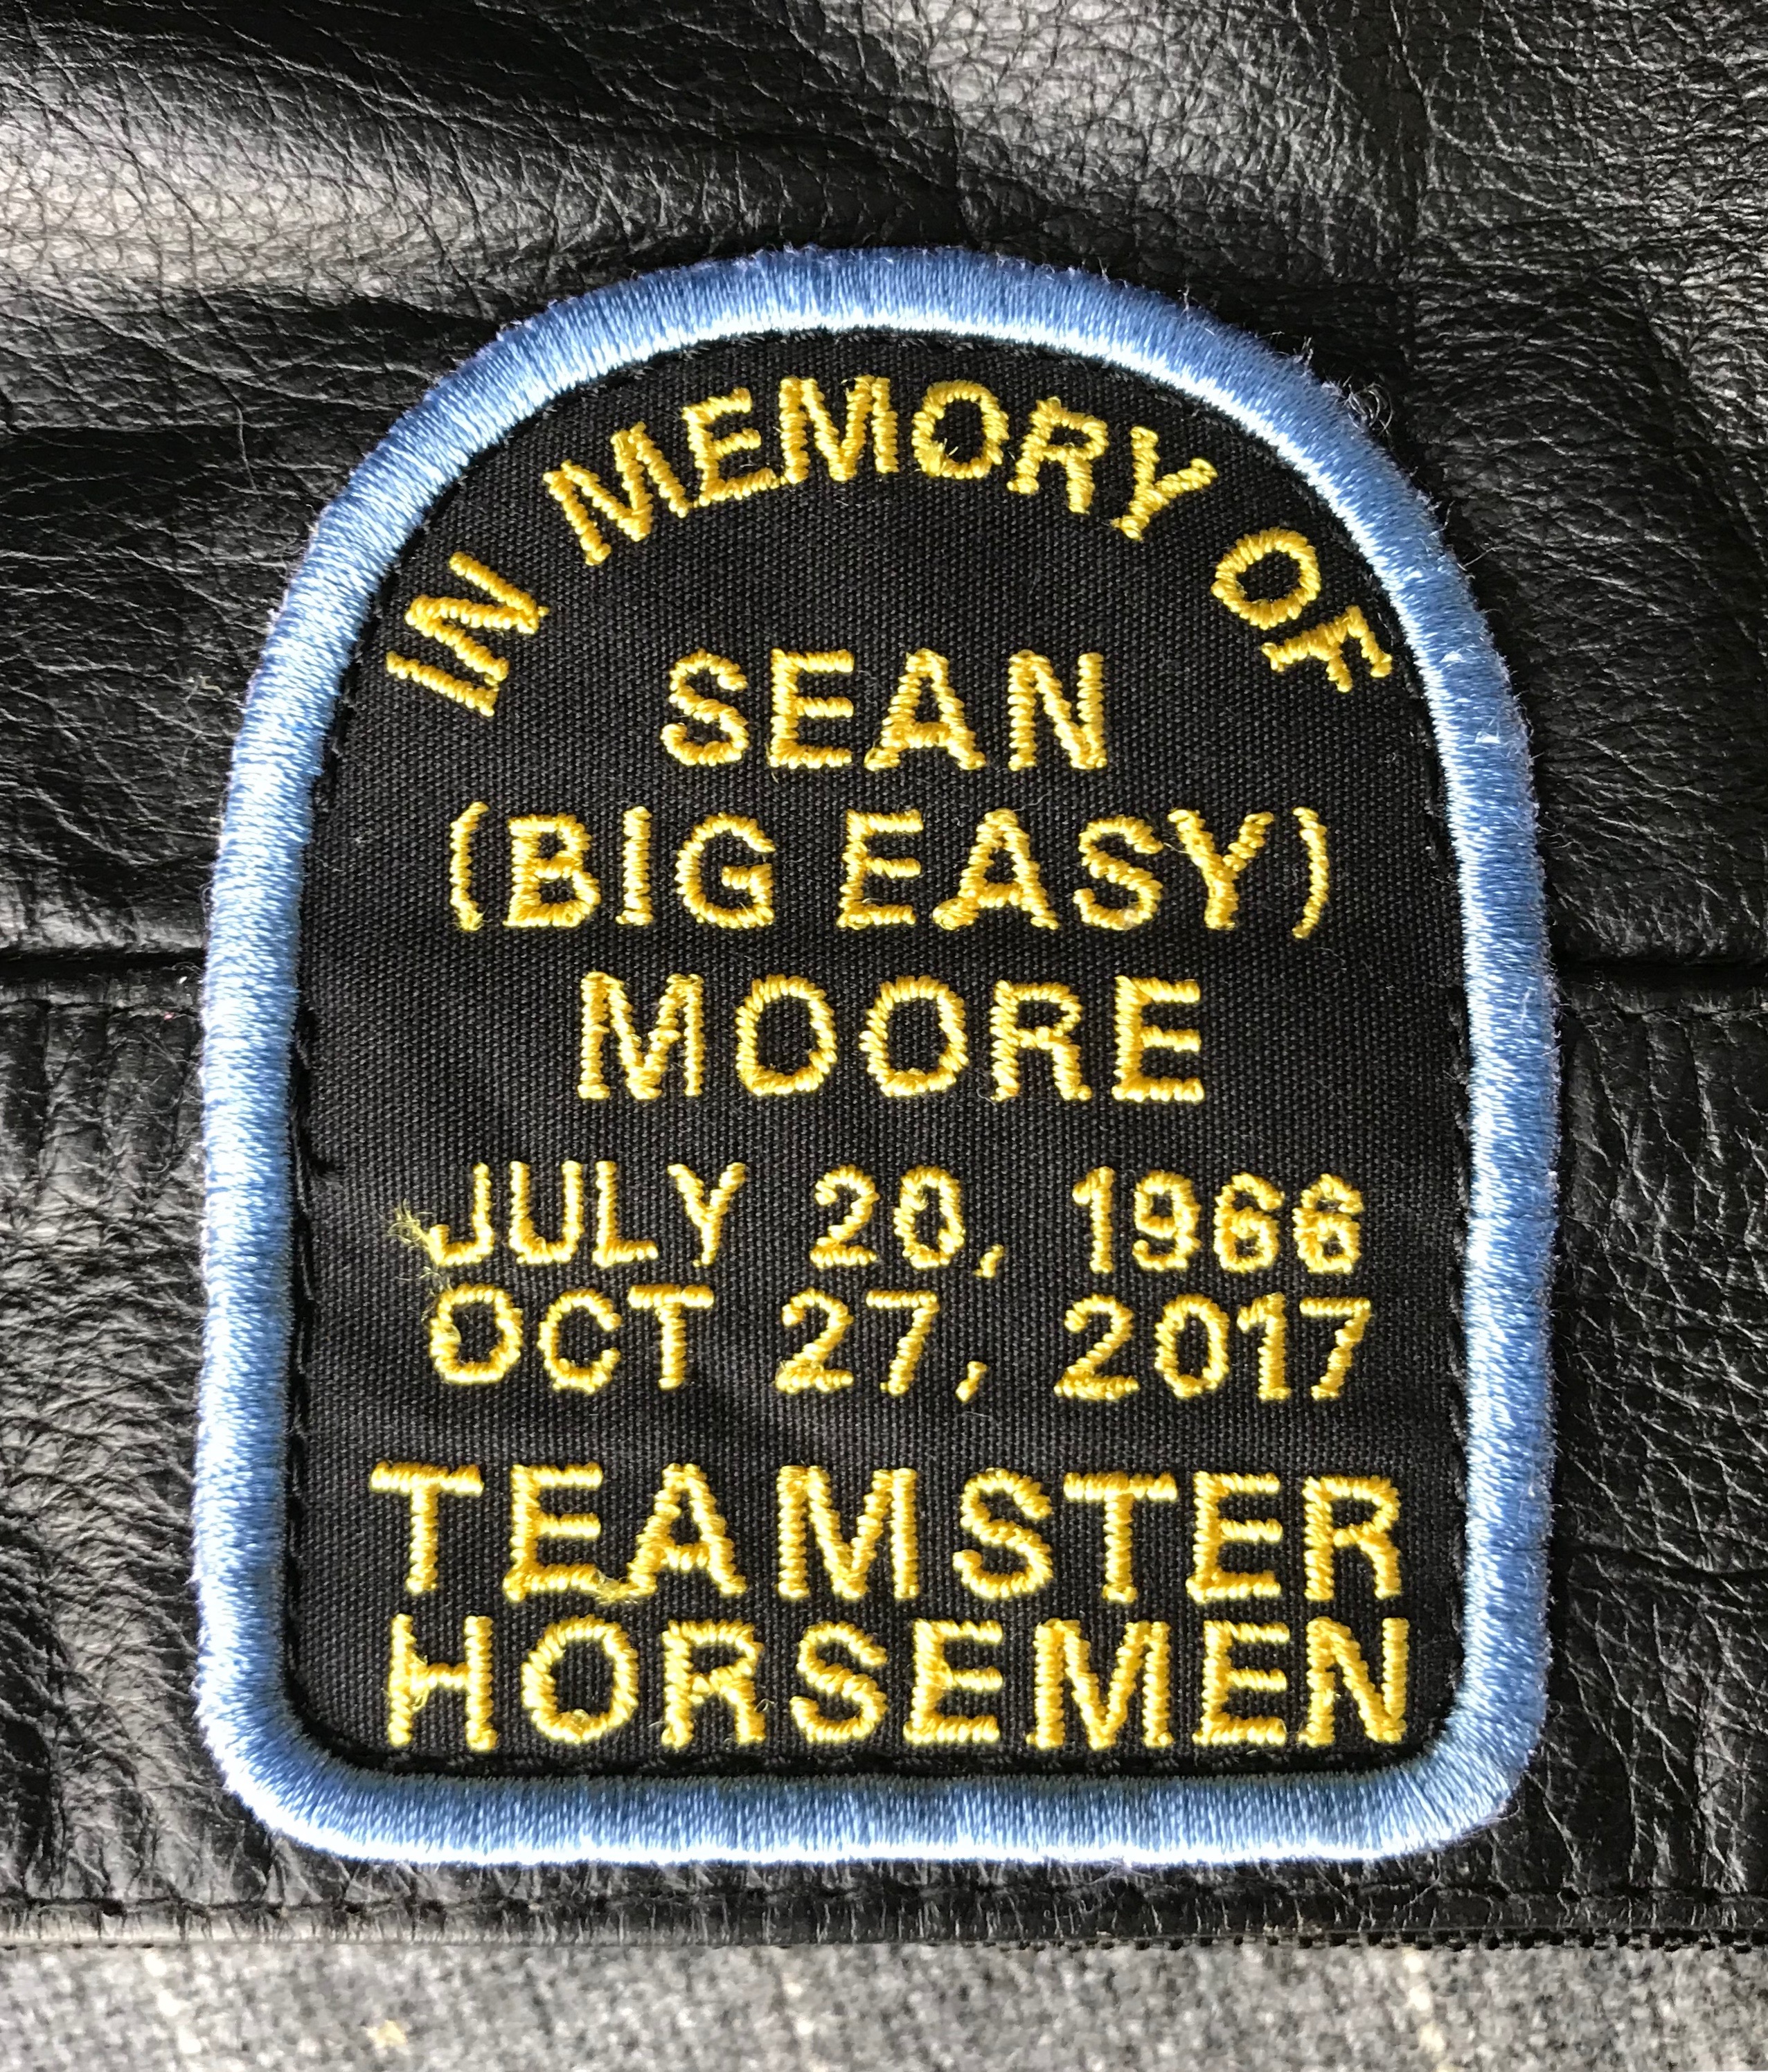 IN MEMORY OF
SEAN
(BIG EASY)
MOORE
JULY 20, 1966
OCT 27, 2017
TEAMSTER
HORSEMEN